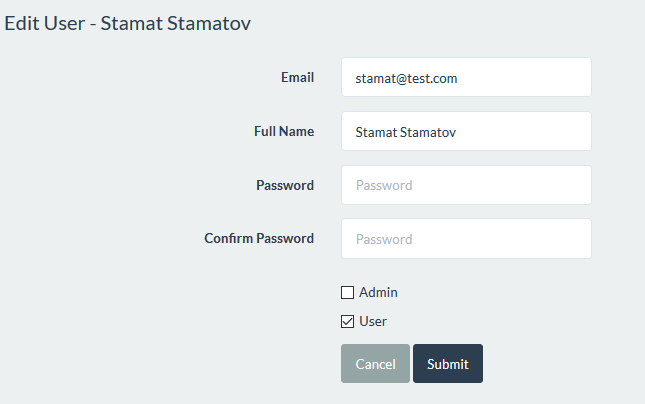 Edit User - Stamat Stamatov
Email stamat@test.com
Full Name Stamat Stamatov
Password Password
Confirm Password Password
Admin
User
Cancel Submit